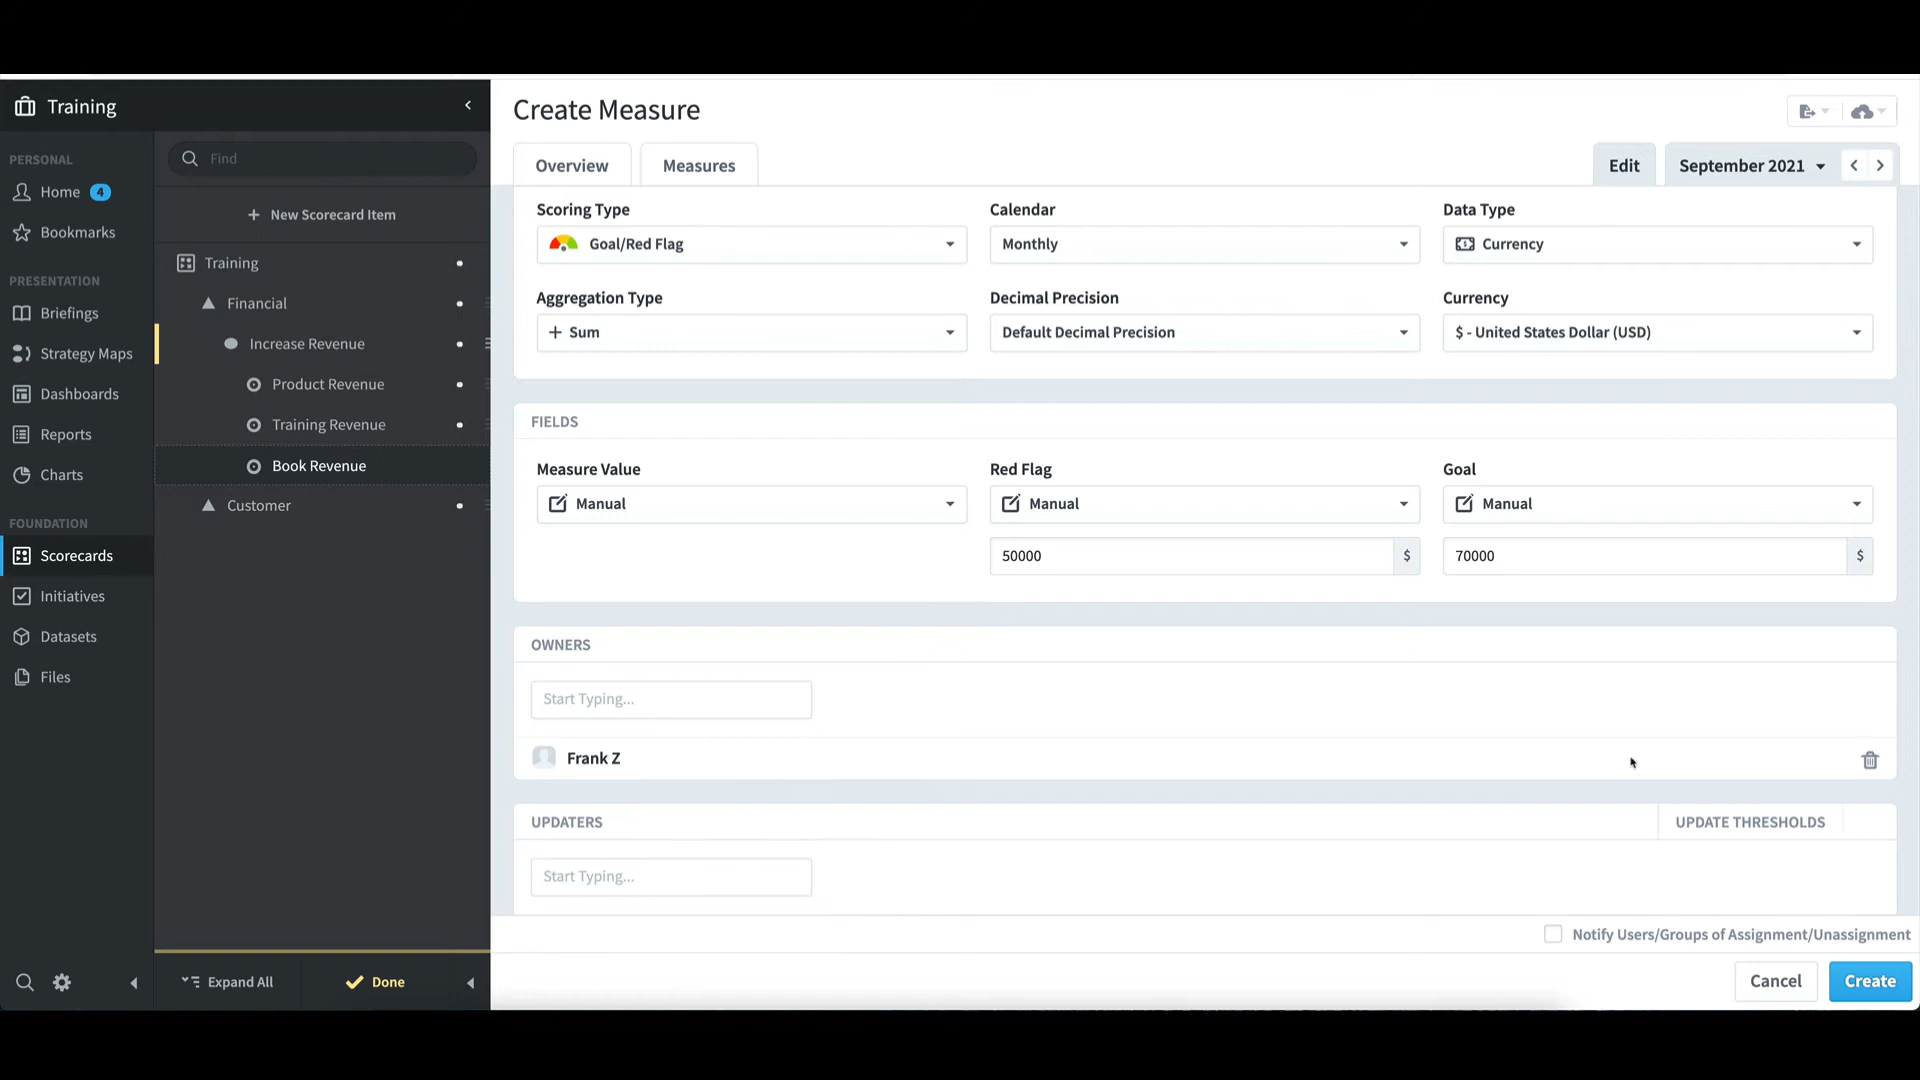 Training
Create Measure
PERSONAL
Home 4
Bookmarks
PRESENTATION
Briefings
Strategy Maps
Dashboards
Reports
Charts
FOUNDATION
Scorecards
Initiatives
Datasets
Files
Find
+ New Scorecard Item
Training
Financial
Increase Revenue
Product Revenue
Training Revenue
Book Revenue
Customer
Expand All
Done
Overview
Measures
Edit
September 2021
Scoring Type
Calendar
Data Type
Goal/Red Flag
Monthly
Currency
Aggregation Type
Decimal Precision
Currency
+ Sum
Default Decimal Precision
$ - United States Dollar (USD)
FIELDS
Measure Value
Red Flag
Goal
Manual
Manual
Manual
50000 $
70000 $
OWNERS
Start Typing...
Frank Z
UPDATERS
UPDATE THRESHOLDS
Start Typing...
Notify Users/Groups of Assignment/Unassignment
Cancel
Create